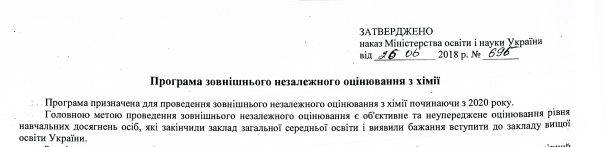 ЗАТВЕРДЖЕНО
наказ Міністерства освіти і науки України
від 26 06 2018 р. № 696
Програма зовнішнього незалежного оцінювання з хімії
Програма призначена для проведення зовнішнього незалежного оцінювання з хімії починаючи з 2020 року.
Головною метою проведення зовнішнього незалежного оцінювання є об'єктивне та неупереджене оцінювання рівня
навчальних досягнень осіб, які закінчили заклад загальної середньої освіти і виявили бажання вступити до закладу вищої
освіти України.